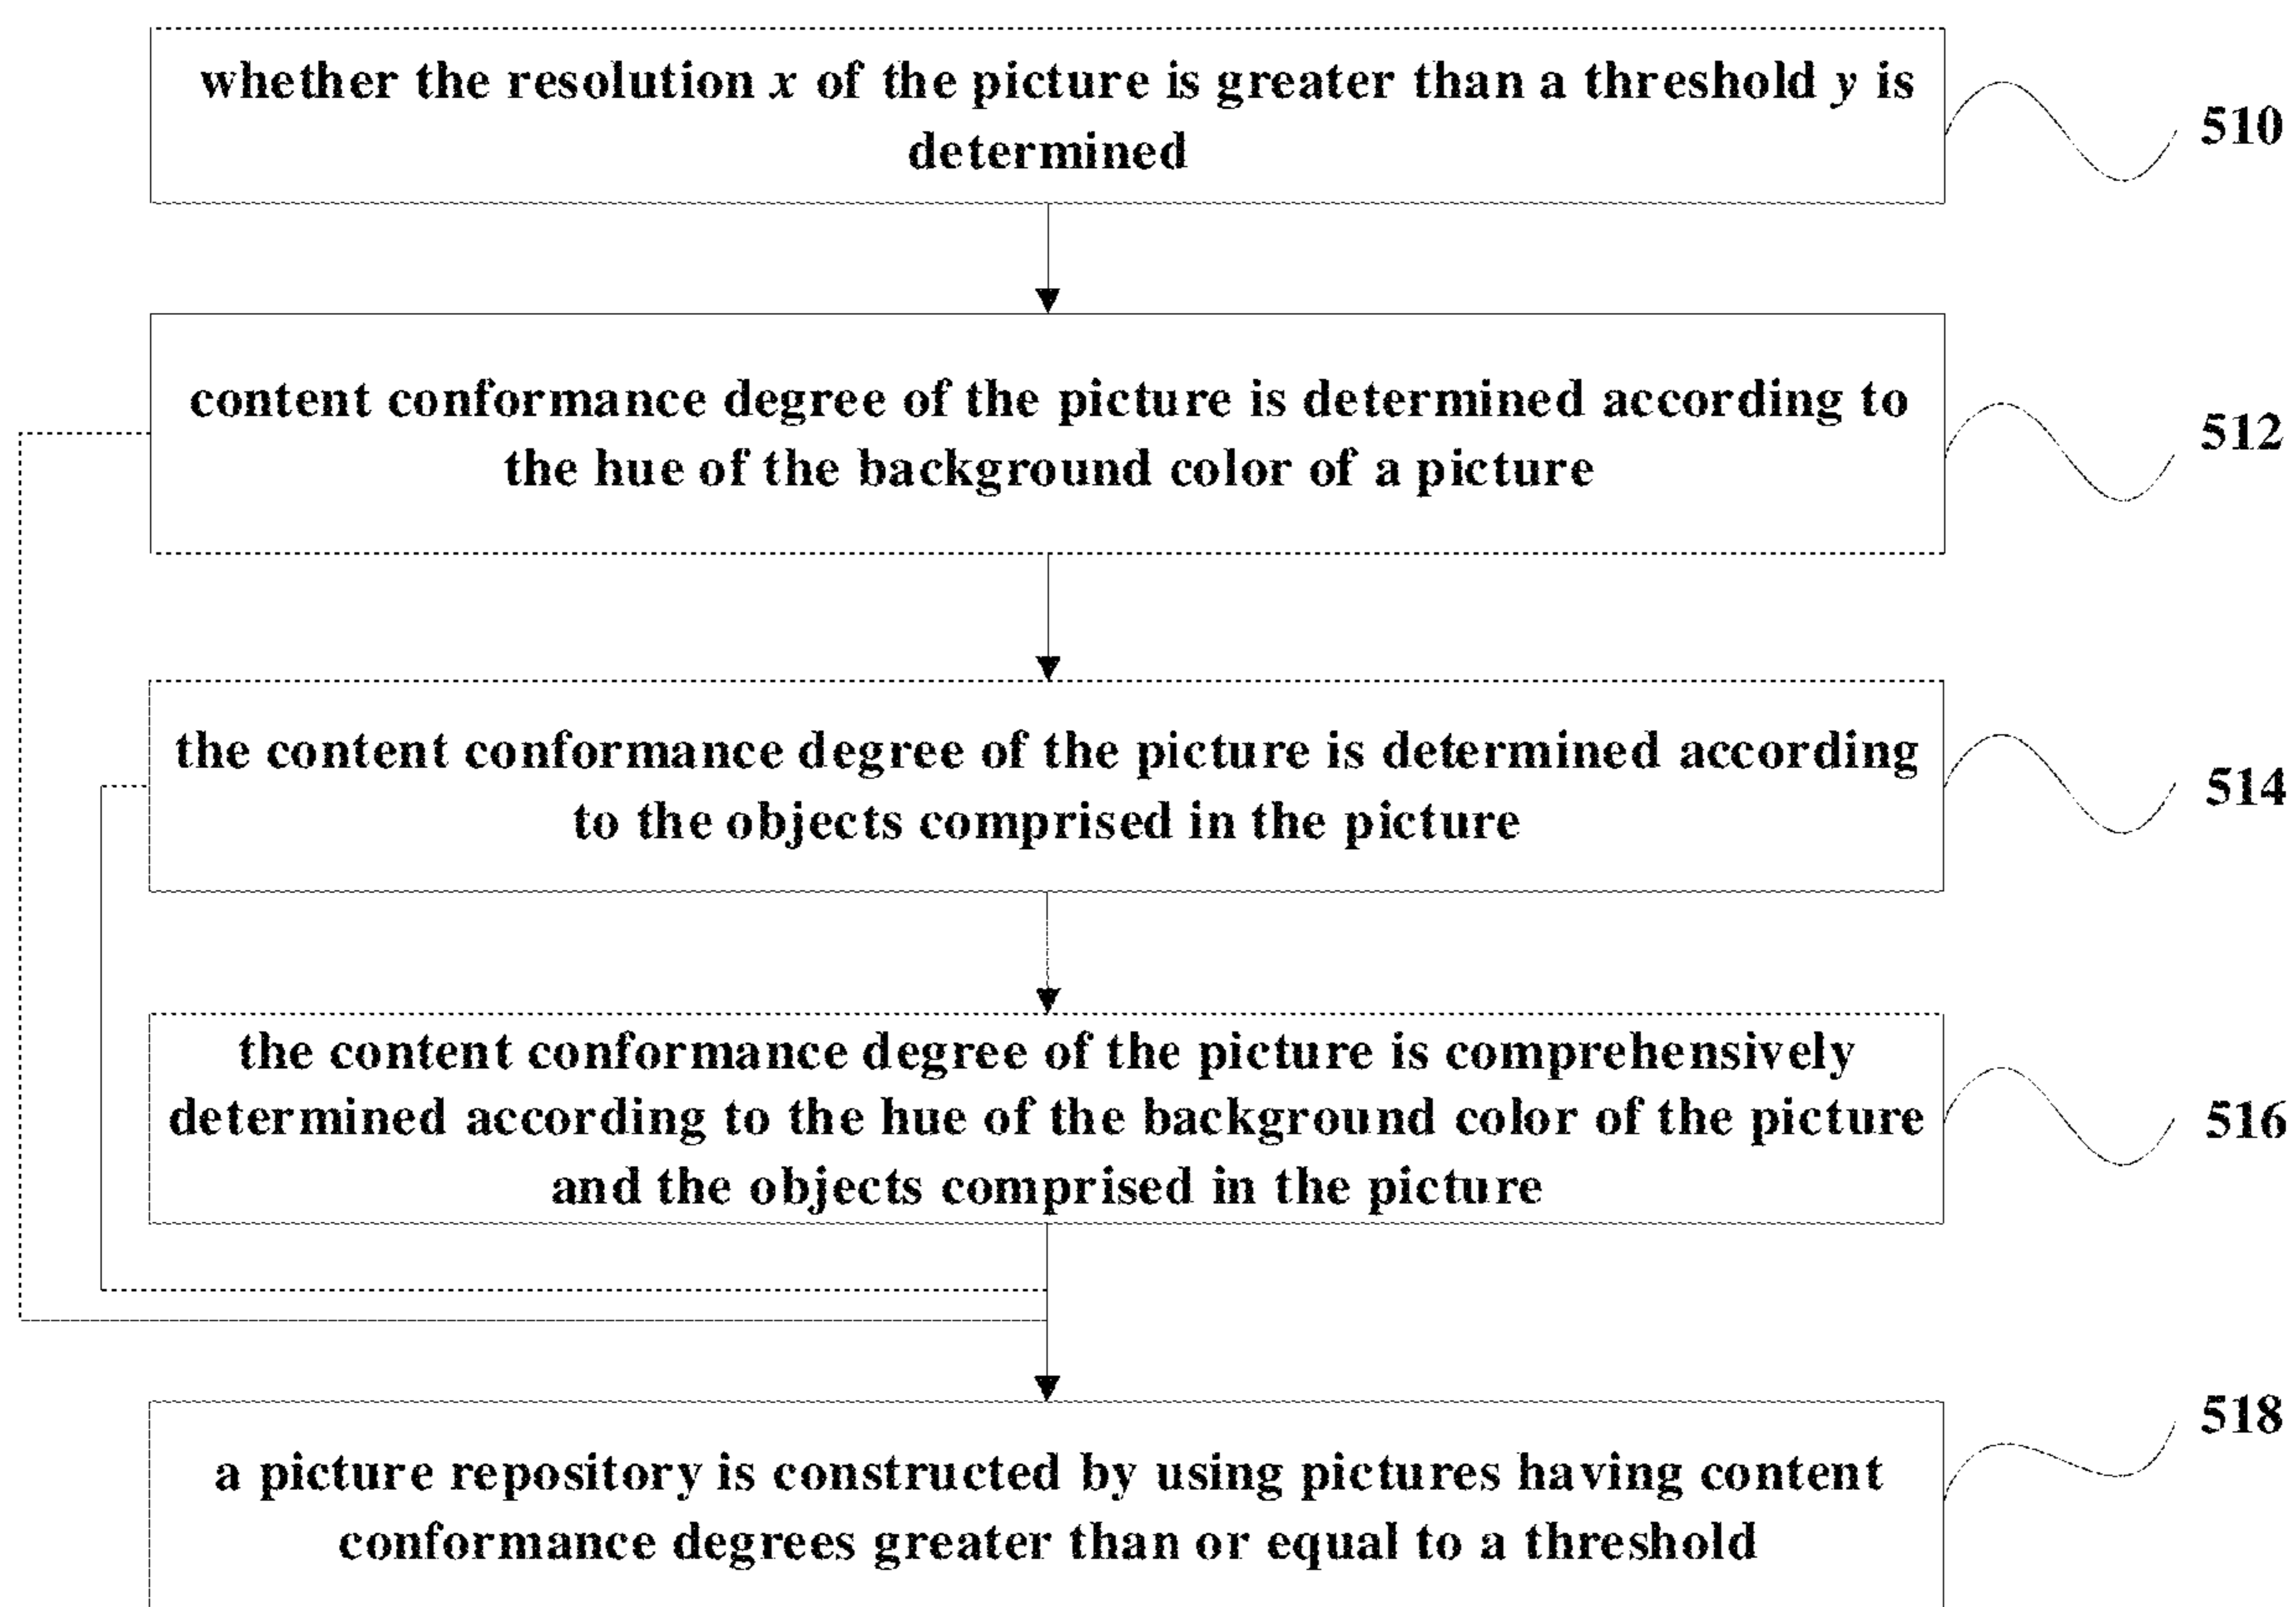 whether the resolution x of the picture is greater than a threshold y is
determined
510
content conformance degree of the picture is determined according to
the hue of the background color of a picture
512
the content conformance degree of the picture is determined according
to the objects comprised in the picture
514
the content conformance degree of the picture is comprehensively
determined according to the hue of the background color of the picture
and the objects comprised in the picture
516
a picture repository is constructed by using pictures having content
conformance degrees greater than or equal to a threshold
518